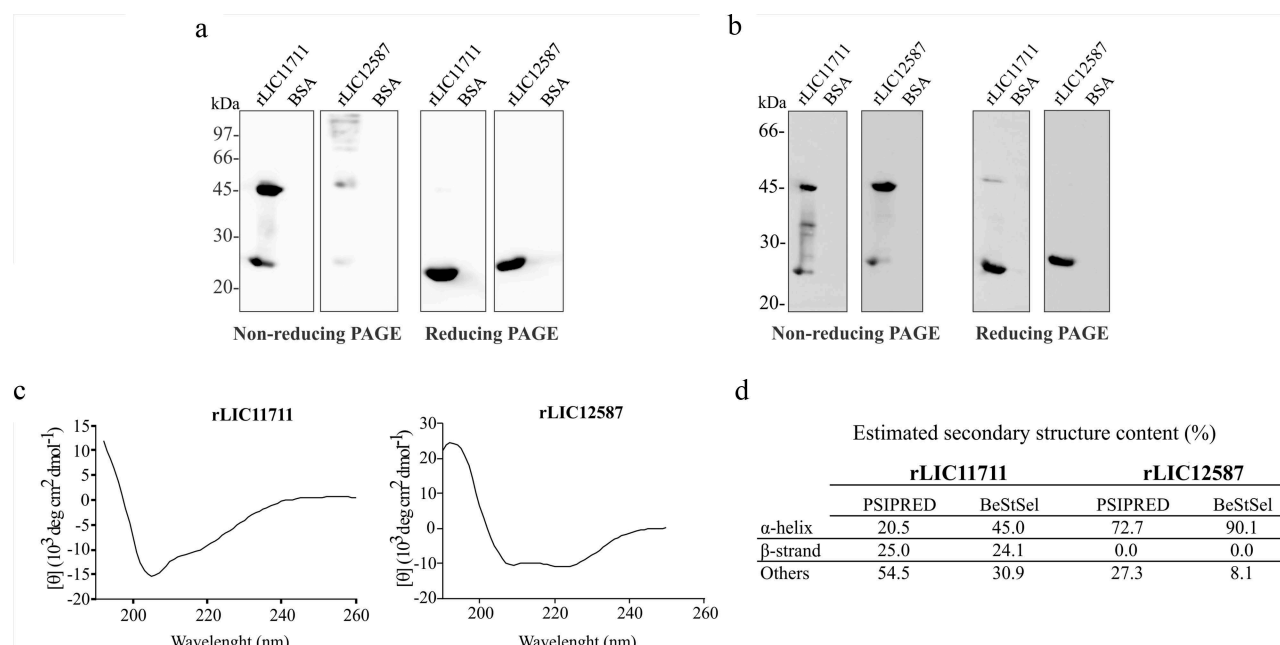 a
rLIC11711 BSA rLIC12587 BSA rLIC11711 BSA rLIC12587 BSA
kDa
97-
66-
45-
30-
20-
Non-reducing PAGE Reducing PAGE
b
rLIC11711 BSA rLIC12587 BSA rLIC11711 BSA rLIC12587 BSA
kDa
66-
45-
30-
20-
Non-reducing PAGE Reducing PAGE
c
rLIC11711
[θ] (10³ deg cm² dmol⁻¹)
15
10
5
0
-5
-10
-15
-20
200 220 240 260
Wavelenght (nm)
rLIC12587
[θ] (10³ deg cm² dmol⁻¹)
30
20
10
0
-10
-20
200 220 240 260
Wavelenght (nm)
d
Estimated secondary structure content (%)
rLIC11711 rLIC12587
PSIPRED BeStSel PSIPRED BeStSel
α-helix 20.5 45.0 72.7 90.1
β-strand 25.0 24.1 0.0 0.0
Others 54.5 30.9 27.3 8.1